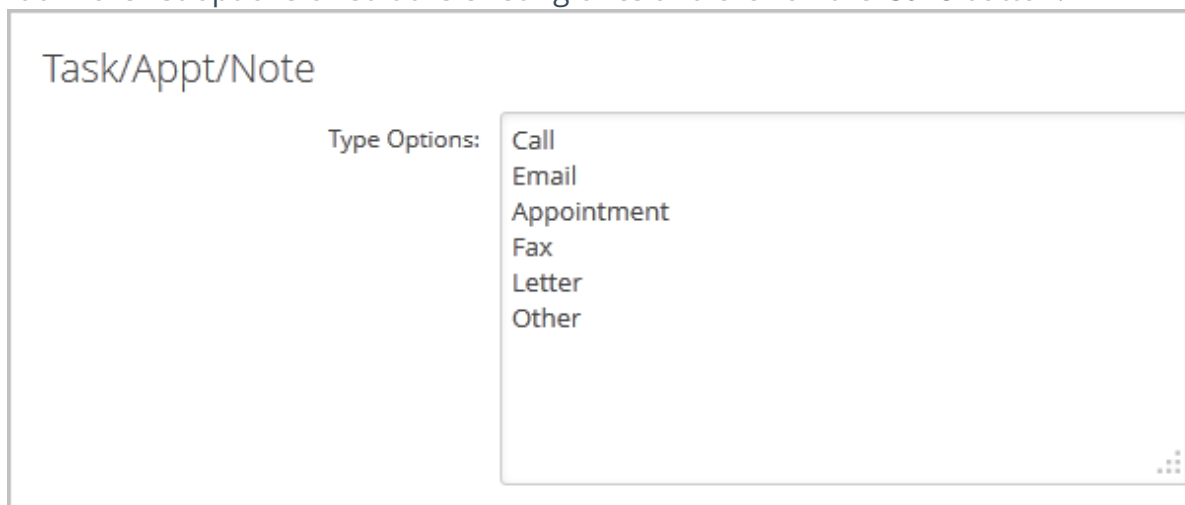 Task/Appt/Note
Type Options:
Call
Email
Appointment
Fax
Letter
Other